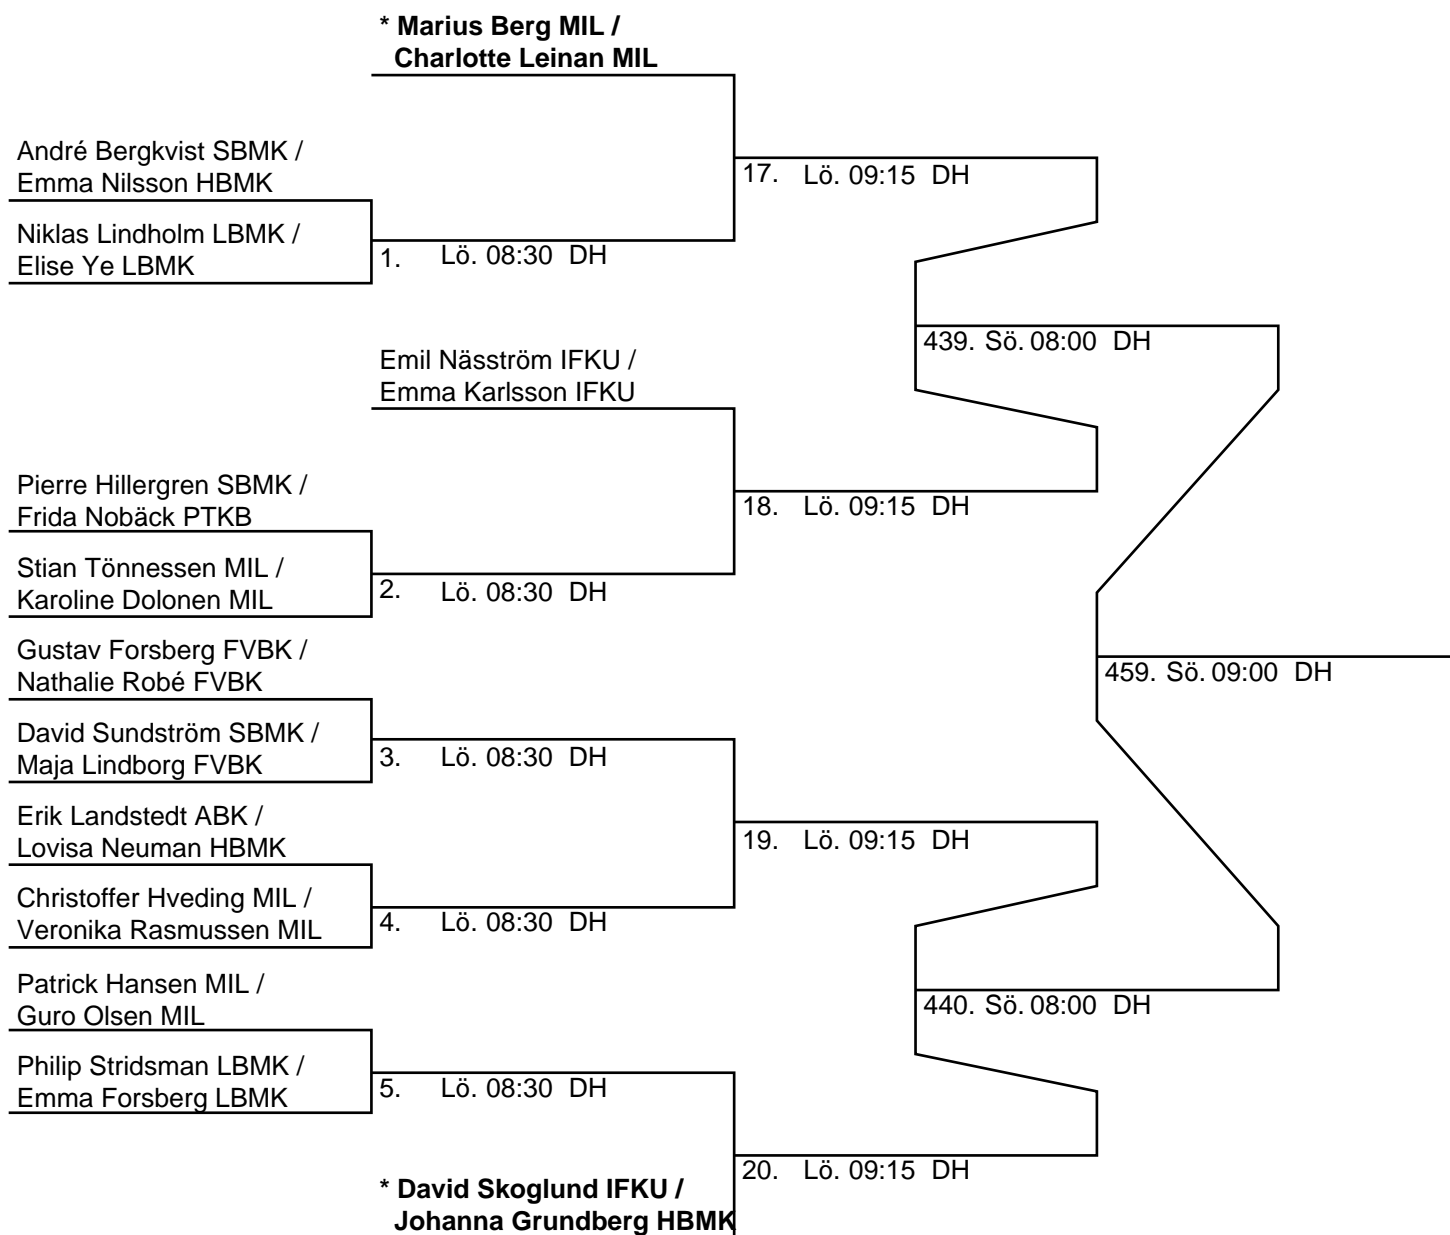 * Marius Berg MIL /
Charlotte Leinan MIL
André Bergkvist SBMK /
Emma Nilsson HBMK
17. Lö. 09:15 DH
Niklas Lindholm LBMK /
Elise Ye LBMK
1. Lö. 08:30 DH
439. Sö. 08:00 DH
Emil Näsström IFKU /
Emma Karlsson IFKU
Pierre Hillergren SBMK /
Frida Nobäck PTKB
18. Lö. 09:15 DH
Stian Tönnessen MIL /
Karoline Dolonen MIL
2. Lö. 08:30 DH
Gustav Forsberg FVBK /
Nathalie Robé FVBK
459. Sö. 09:00 DH
David Sundström SBMK /
Maja Lindborg FVBK
3. Lö. 08:30 DH
Erik Landstedt ABK /
Lovisa Neuman HBMK
19. Lö. 09:15 DH
Christoffer Hveding MIL /
Veronika Rasmussen MIL
4. Lö. 08:30 DH
Patrick Hansen MIL /
Guro Olsen MIL
440. Sö. 08:00 DH
Philip Stridsman LBMK /
Emma Forsberg LBMK
5. Lö. 08:30 DH
20. Lö. 09:15 DH
* David Skoglund IFKU /
Johanna Grundberg HBMK